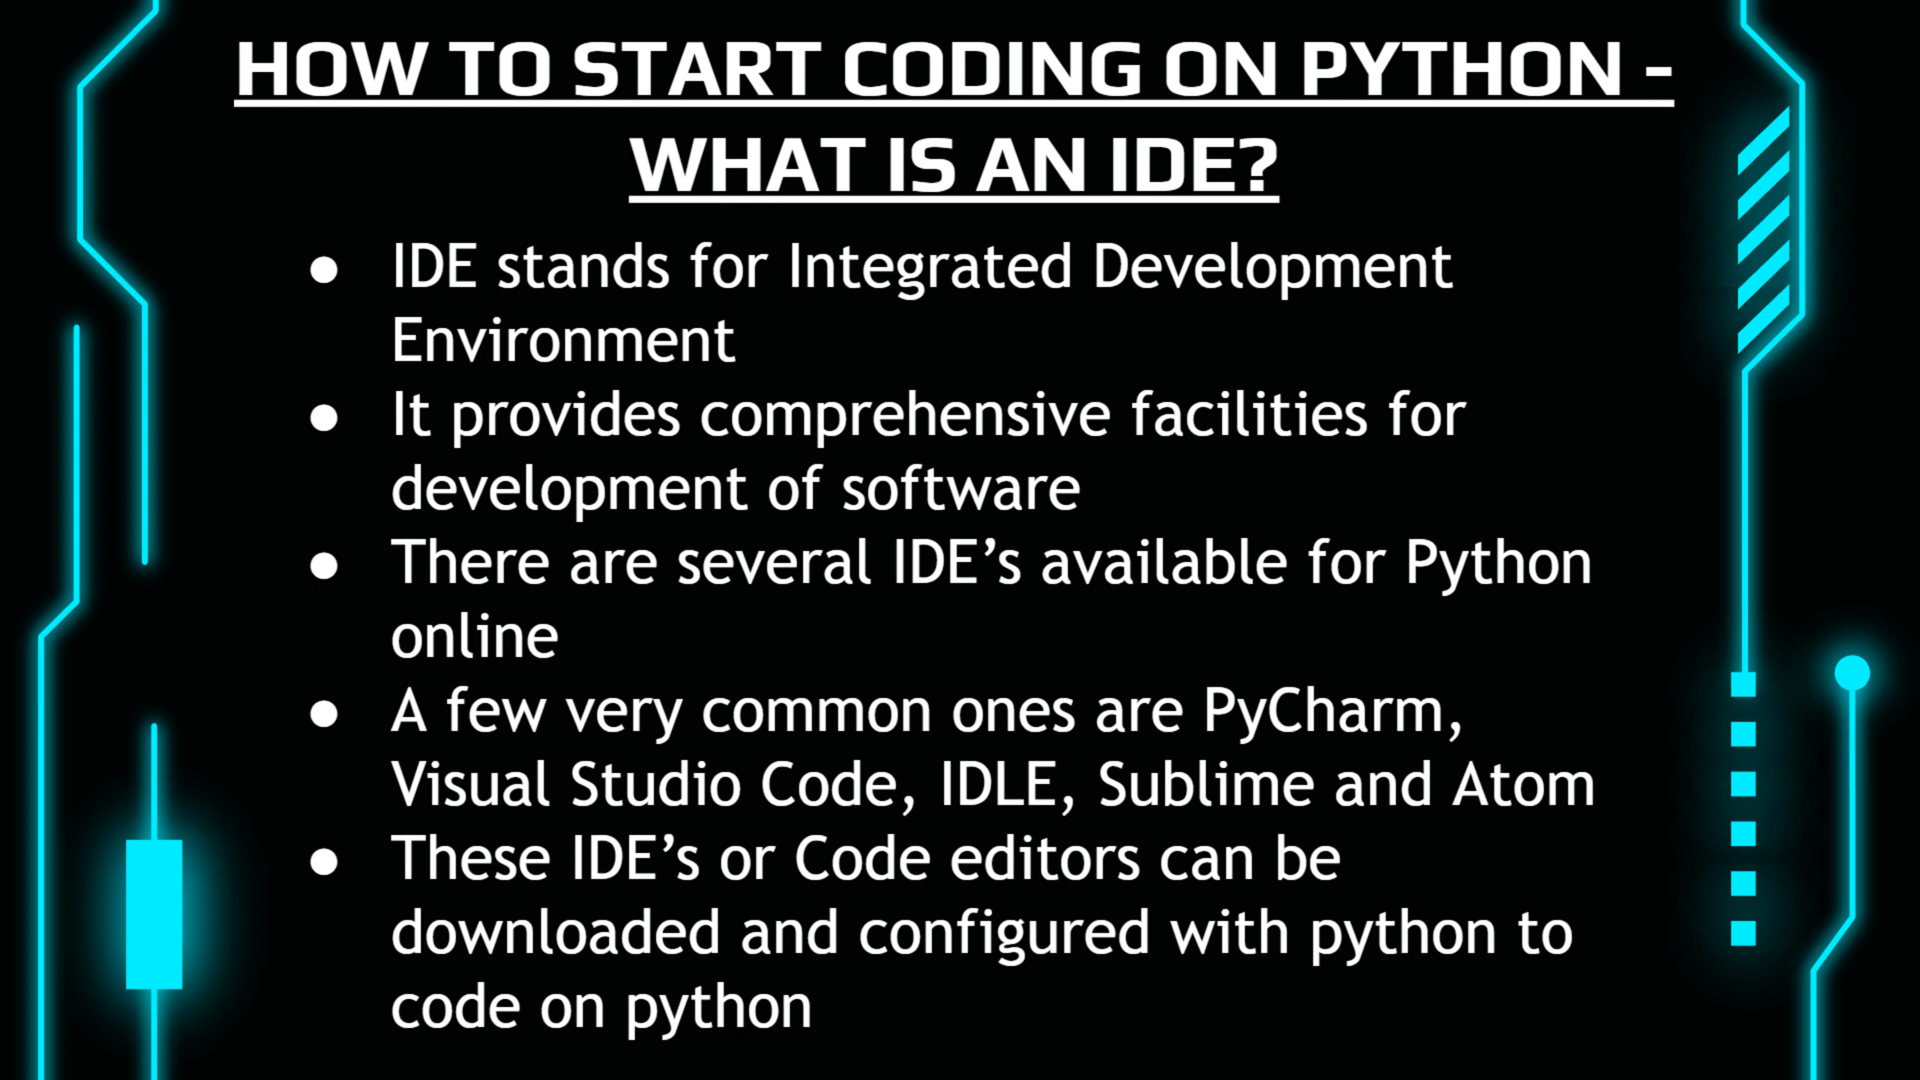 HOW TO START CODING ON PYTHON -
WHAT IS AN IDE?
● IDE stands for Integrated Development
Environment
● It provides comprehensive facilities for
development of software
● There are several IDE’s available for Python
online
● A few very common ones are PyCharm,
Visual Studio Code, IDLE, Sublime and Atom
● These IDE’s or Code editors can be
downloaded and configured with python to
code on python